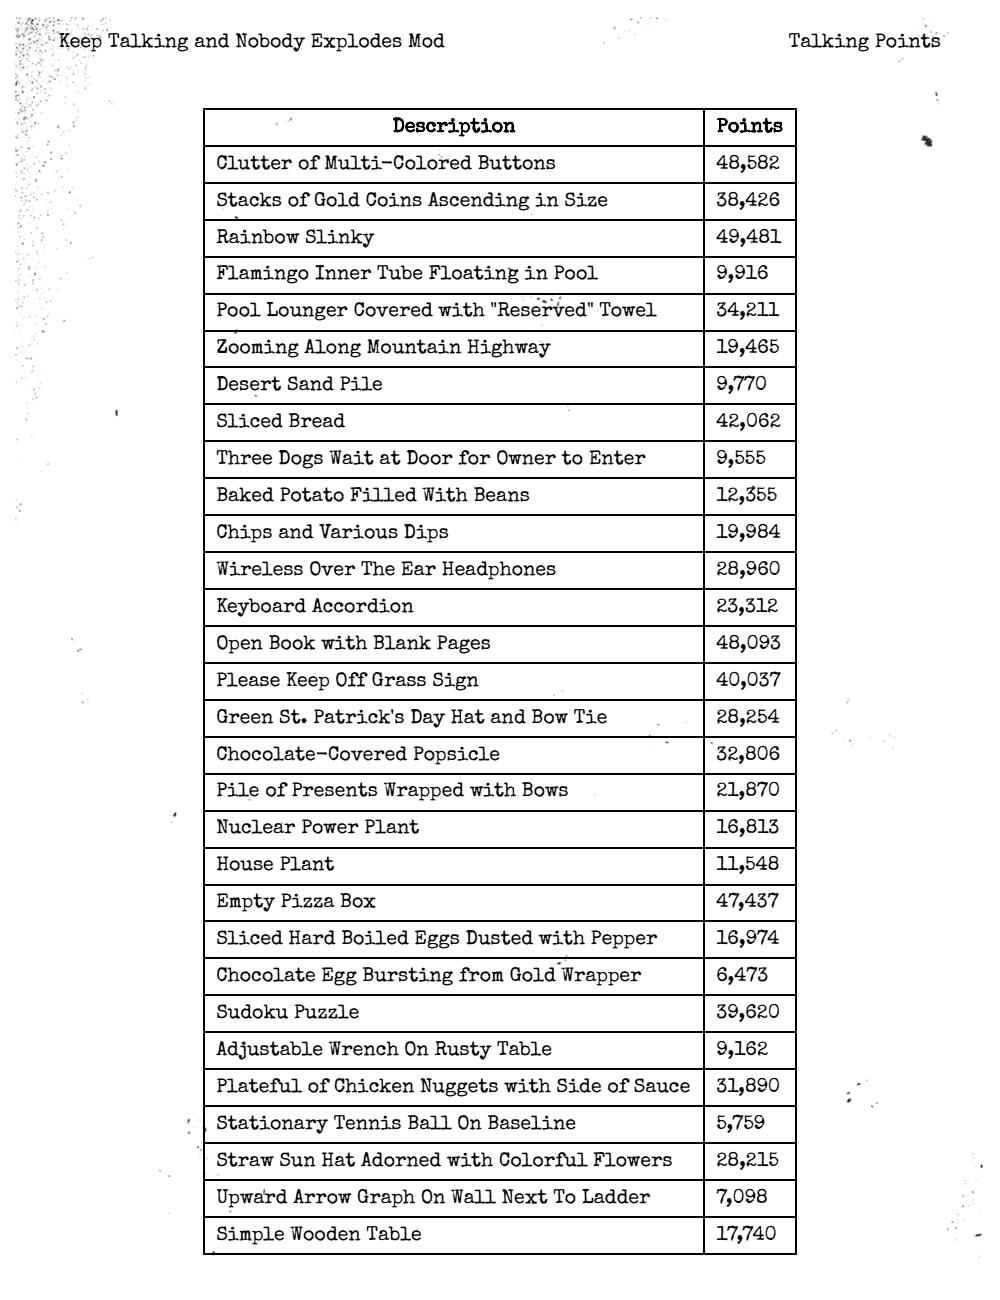 Keep Talking and Nobody Explodes Mod Talking Points
Description Points
Clutter of Multi-Colored Buttons 48,582
Stacks of Gold Coins Ascending in Size 38,426
Rainbow Slinky 49,481
Flamingo Inner Tube Floating in Pool 9,916
Pool Lounger Covered with "Reserved" Towel 34,211
Zooming Along Mountain Highway 19,465
Desert Sand Pile 9,770
Sliced Bread 42,062
Three Dogs Wait at Door for Owner to Enter 9,555
Baked Potato Filled With Beans 12,355
Chips and Various Dips 19,984
Wireless Over The Ear Headphones 28,960
Keyboard Accordion 23,312
Open Book with Blank Pages 48,093
Please Keep Off Grass Sign 40,037
Green St. Patrick's Day Hat and Bow Tie 28,254
Chocolate-Covered Popsicle 32,806
Pile of Presents Wrapped with Bows 21,870
Nuclear Power Plant 16,813
House Plant 11,548
Empty Pizza Box 47,437
Sliced Hard Boiled Eggs Dusted with Pepper 16,974
Chocolate Egg Bursting from Gold Wrapper 6,473
Sudoku Puzzle 39,620
Adjustable Wrench On Rusty Table 9,162
Plateful of Chicken Nuggets with Side of Sauce 31,890
Stationary Tennis Ball On Baseline 5,759
Straw Sun Hat Adorned with Colorful Flowers 28,215
Upward Arrow Graph On Wall Next To Ladder 7,098
Simple Wooden Table 17,740